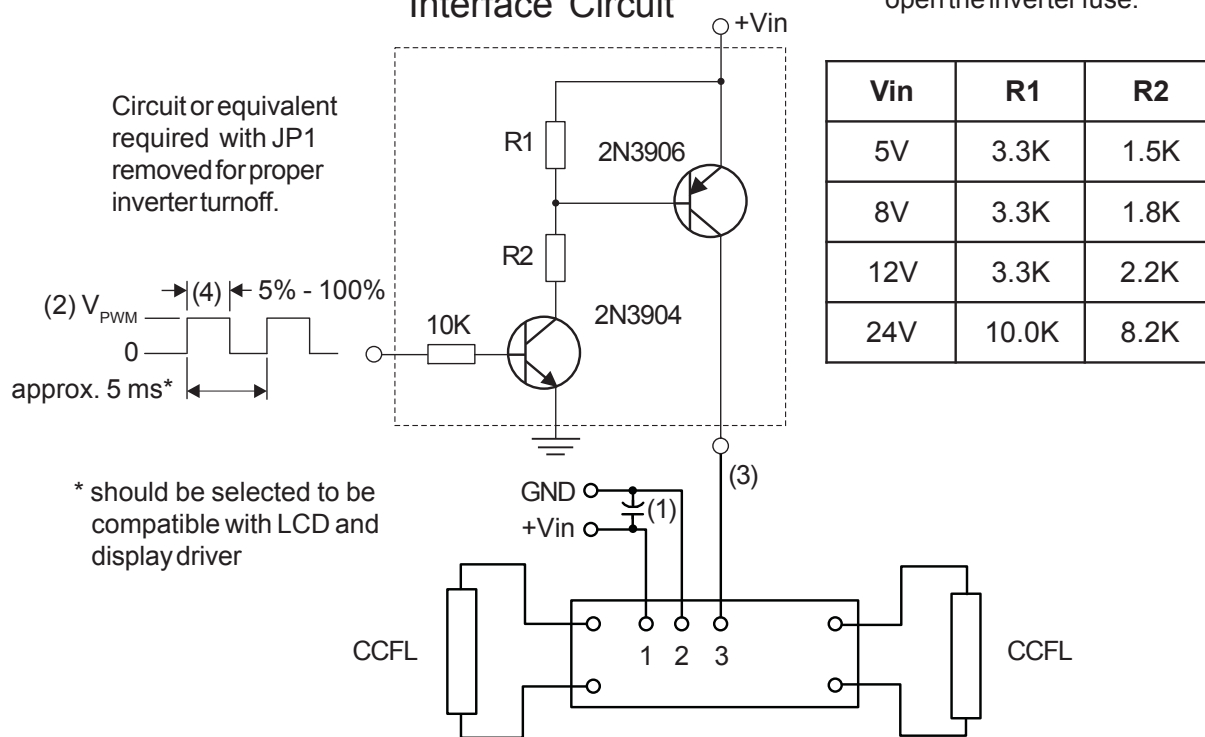 Interface Circuit
open the inverter fuse.
+Vin
Circuit or equivalent
required with JP1
removed for proper
inverter turnoff.
R1
2N3906
R2
2N3904
10K
(2) VPWM
(4)
5% - 100%
0
approx. 5 ms*
Vin R1 R2
5V 3.3K 1.5K
8V 3.3K 1.8K
12V 3.3K 2.2K
24V 10.0K 8.2K
* should be selected to be
compatible with LCD and
display driver
GND
+Vin
(1)
(3)
CCFL
1 2 3
CCFL